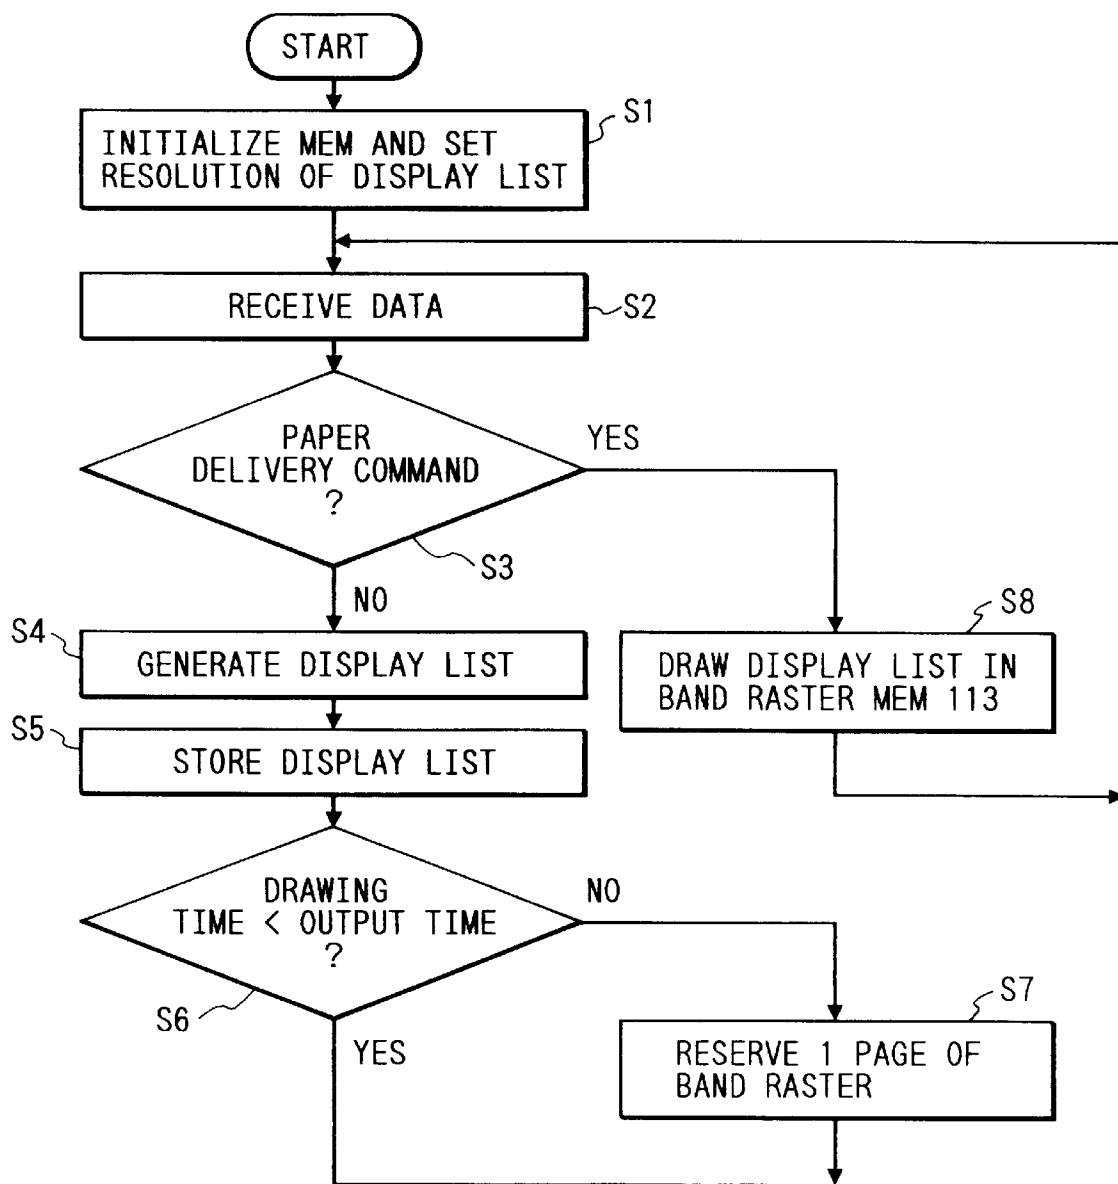 START
S1
INITIALIZE MEM AND SET
RESOLUTION OF DISPLAY LIST
RECEIVE DATA
S2
PAPER
DELIVERY COMMAND
?
YES
S3
NO
S4
GENERATE DISPLAY LIST
S8
DRAW DISPLAY LIST IN
BAND RASTER MEM 113
S5
STORE DISPLAY LIST
DRAWING
TIME < OUTPUT TIME
?
NO
S6
YES
S7
RESERVE 1 PAGE OF
BAND RASTER